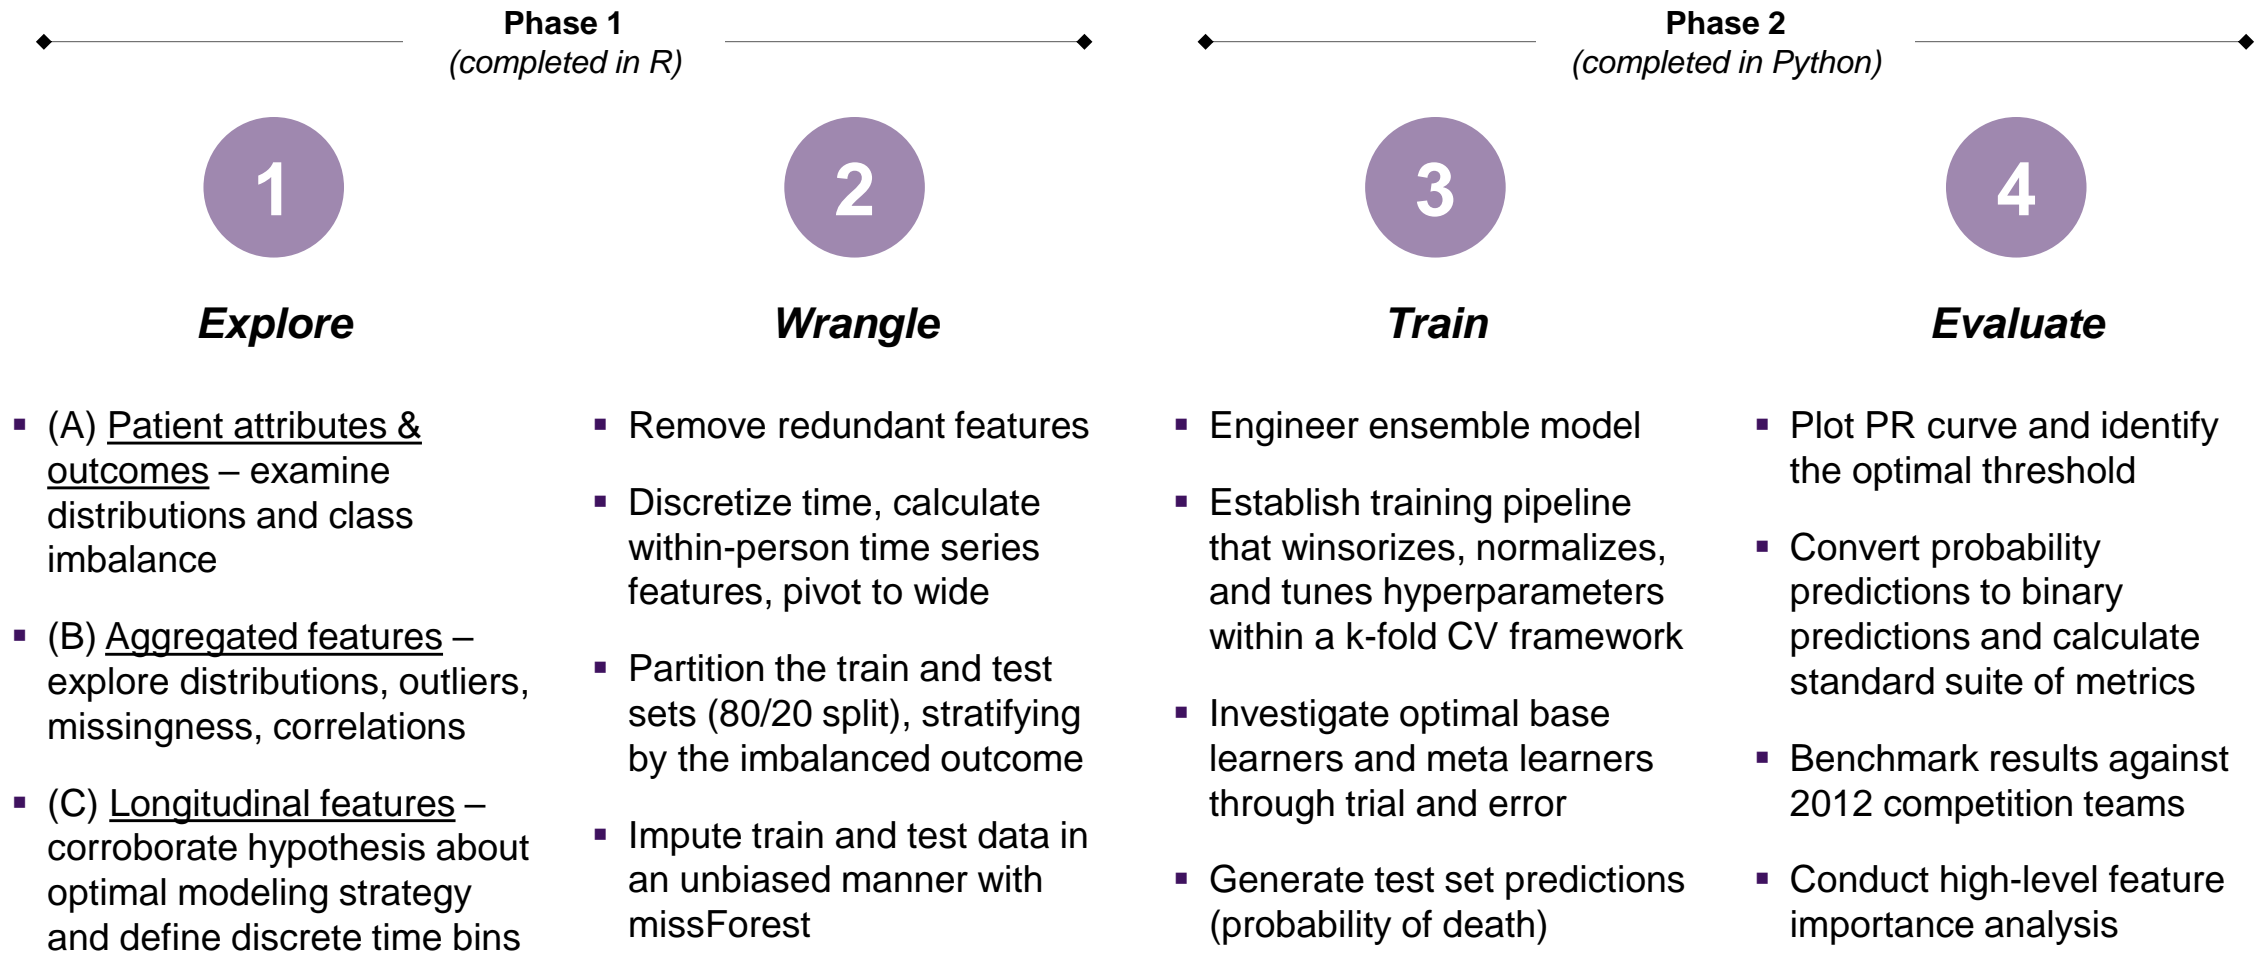 Phase 1
(completed in R)
Phase 2
(completed in Python)
1
2
3
4
Explore
Wrangle
Train
Evaluate
▪ (A) Patient attributes &
outcomes – examine
distributions and class
imbalance
▪ (B) Aggregated features –
explore distributions, outliers,
missingness, correlations
▪ (C) Longitudinal features –
corroborate hypothesis about
optimal modeling strategy
and define discrete time bins
▪ Remove redundant features
▪ Discretize time, calculate
within-person time series
features, pivot to wide
▪ Partition the train and test
sets (80/20 split), stratifying
by the imbalanced outcome
▪ Impute train and test data in
an unbiased manner with
missForest
▪ Engineer ensemble model
▪ Establish training pipeline
that winsorizes, normalizes,
and tunes hyperparameters
within a k-fold CV framework
▪ Investigate optimal base
learners and meta learners
through trial and error
▪ Generate test set predictions
(probability of death)
▪ Plot PR curve and identify
the optimal threshold
▪ Convert probability
predictions to binary
predictions and calculate
standard suite of metrics
▪ Benchmark results against
2012 competition teams
▪ Conduct high-level feature
importance analysis